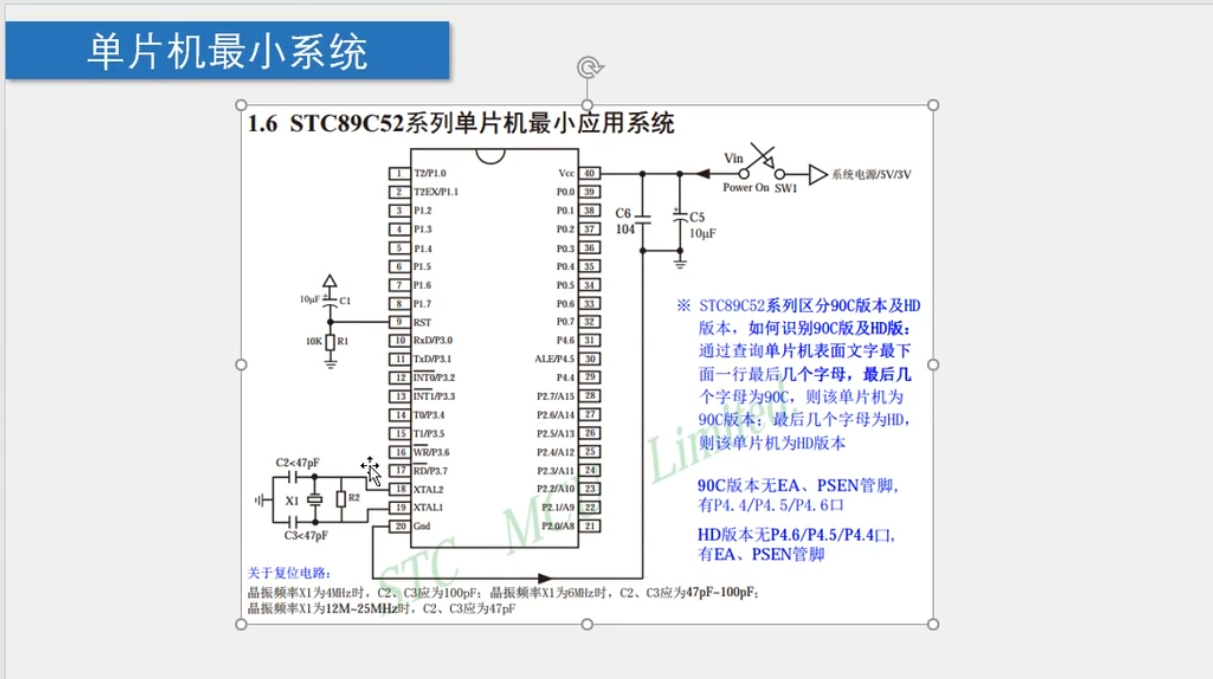 单片机最小系统
1.6 STC89C52系列单片机最小应用系统
1 T2/P1.0
2 T2EX/P1.1
3 P1.2
4 P1.3
5 P1.4
6 P1.5
7 P1.6
8 P1.7
9 RST
10 RxD/P3.0
11 TxD/P3.1
12 INT0/P3.2
13 INT1/P3.3
14 T0/P3.4
15 T1/P3.5
16 WR/P3.6
17 RD/P3.7
18 XTAL2
19 XTAL1
20 Gnd
Vcc 40
P0.0 39
P0.1 38
P0.2 37
P0.3 36
P0.4 35
P0.5 34
P0.6 33
P0.7 32
P4.6 31
ALE/P4.5 30
P4.4 29
P2.7/A15 28
P2.6/A14 27
P2.5/A13 26
P2.4/A12 25
P2.3/A11 24
P2.2/A10 23
P2.1/A9 22
P2.0/A8 21
10μF C1
10K R1
C2<47pF
X1 R2
C3<47pF
Vin
Power On SW1
系统电源/5V/3V
C6
104
C5
10μF
※ STC89C52系列区分90C版本及HD
版本，如何识别90C版及HD版：
通过查询单片机表面文字最下
面一行最后几个字母，最后几
个字母为90C，则该单片机为
90C版本；最后几个字母为HD，
则该单片机为HD版本
90C版本无EA、PSEN管脚，
有P4.4/P4.5/P4.6口
HD版本无P4.6/P4.5/P4.4口，
有EA、PSEN管脚
关于复位电路：
晶振频率X1为4MHz时，C2、C3应为100pF；晶振频率X1为6MHz时，C2、C3应为47pF~100pF；
晶振频率X1为12M~25MHz时，C2、C3应为47pF
STC MCU Limited.